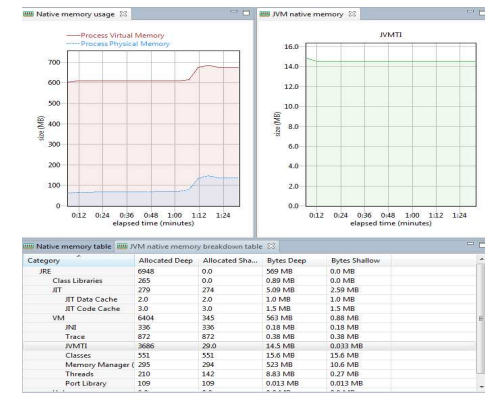 Native memory usage
Process Virtual Memory
Process Physical Memory
700
600
500
400
300
200
100
0
size (MB)
0:12 0:24 0:36 0:48 1:00 1:12 1:24
elapsed time (minutes)
JVM native memory
JVMTI
16.0
14.0
12.0
10.0
8.0
6.0
4.0
2.0
0.0
size (MB)
0:12 0:24 0:36 0:48 1:00 1:12 1:24
elapsed time (minutes)
Native memory table JVM native memory breakdown table
Category Allocated Deep Allocated Sha... Bytes Deep Bytes Shallow
JRE 6948 0.0 569 MB 0.0 MB
Class Libraries 265 0.0 0.89 MB 0.0 MB
JIT 279 274 5.09 MB 2.59 MB
JIT Data Cache 2.0 2.0 1.0 MB 1.0 MB
JIT Code Cache 3.0 3.0 1.5 MB 1.5 MB
VM 6404 345 563 MB 0.88 MB
JNI 336 336 0.18 MB 0.18 MB
Trace 872 872 0.38 MB 0.38 MB
JVMTI 3686 29.0 14.5 MB 0.033 MB
Classes 551 551 15.6 MB 15.6 MB
Memory Manager ( 295 294 523 MB 10.6 MB
Threads 210 142 8.83 MB 0.27 MB
Port Library 109 109 0.013 MB 0.013 MB